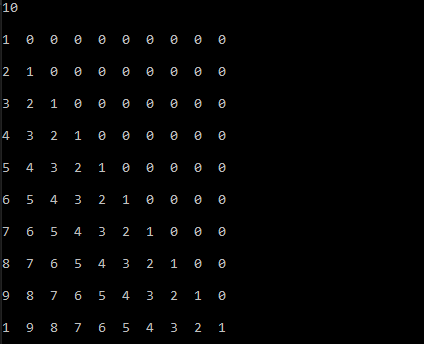 10
1 0 0 0 0 0 0 0 0 0
2 1 0 0 0 0 0 0 0 0
3 2 1 0 0 0 0 0 0 0
4 3 2 1 0 0 0 0 0 0
5 4 3 2 1 0 0 0 0 0
6 5 4 3 2 1 0 0 0 0
7 6 5 4 3 2 1 0 0 0
8 7 6 5 4 3 2 1 0 0
9 8 7 6 5 4 3 2 1 0
1 9 8 7 6 5 4 3 2 1